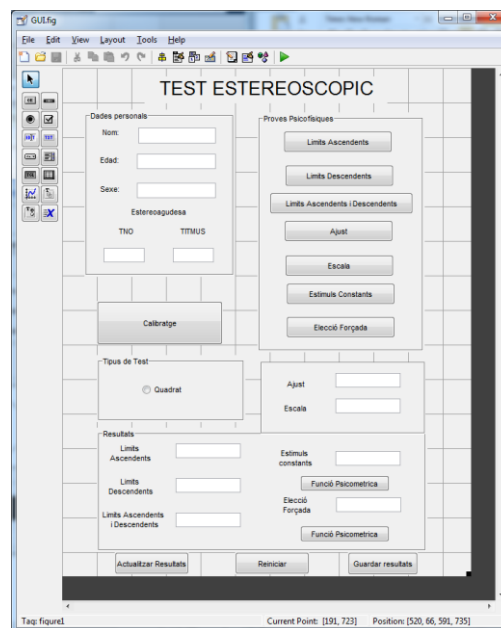 GUI.fig
File Edit View Layout Tools Help
TEST ESTEREOSCOPIC
Dades personals
Nom:
Edad:
Sexe:
Estereoagudesa
TNO TITMUS
Proves Psicofisiques
Limits Ascendents
Limits Descendents
Limits Ascendents i Descendents
Ajust
Escala
Estimuls Constants
Elecció Forçada
Calibratge
Tipus de Test
Quadrat
Ajust
Escala
Resultats
Limits
Ascendents
Limits
Descendents
Limits Ascendents
i Descendents
Estimuls
constants
Funció Psicometrica
Elecció
Forçada
Funció Psicometrica
Actualitzar Resultats Reiniciar Guardar resultats
Tag: figure1 Current Point: [191, 723] Position: [520, 66, 591, 735]